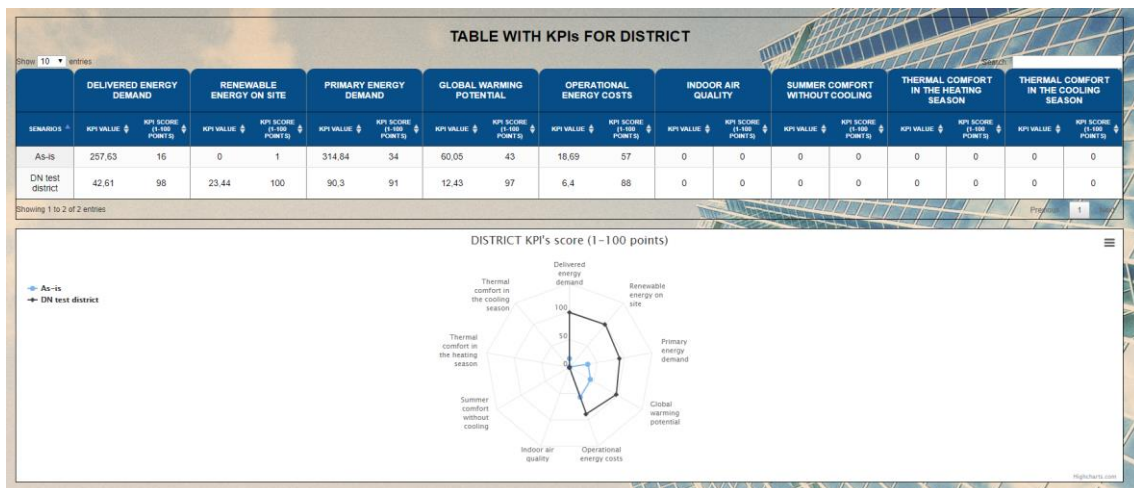 TABLE WITH KPIs FOR DISTRICT
Show 10 entries
Search
DELIVERED ENERGY DEMAND
RENEWABLE ENERGY ON SITE
PRIMARY ENERGY DEMAND
GLOBAL WARMING POTENTIAL
OPERATIONAL ENERGY COSTS
INDOOR AIR QUALITY
SUMMER COMFORT WITHOUT COOLING
THERMAL COMFORT IN THE HEATING SEASON
THERMAL COMFORT IN THE COOLING SEASON
SENARIOS KPI VALUE KPI SCORE (1-100 POINTS) KPI VALUE KPI SCORE (1-100 POINTS) KPI VALUE KPI SCORE (1-100 POINTS) KPI VALUE KPI SCORE (1-100 POINTS) KPI VALUE KPI SCORE (1-100 POINTS) KPI VALUE KPI SCORE (1-100 POINTS) KPI VALUE KPI SCORE (1-100 POINTS) KPI VALUE KPI SCORE (1-100 POINTS) KPI VALUE KPI SCORE (1-100 POINTS)
As-is 257,63 16 0 1 314,84 34 60,05 43 18,69 57 0 0 0 0 0 0 0 0
DN test district 42,61 98 23,44 100 90,3 91 12,43 97 6,4 88 0 0 0 0 0 0 0 0
Showing 1 to 2 of 2 entries
Previous 1 Next
DISTRICT KPI's score (1-100 points)
As-is
DN test district
Delivered
energy
demand
Renewable
energy on
site
Primary
energy
demand
Global
warming
potential
Operational
energy costs
Indoor air
quality
Summer
comfort
without
cooling
Thermal
comfort in
the heating
season
Thermal
comfort in
the cooling
season
100
50
0
Highcharts.com